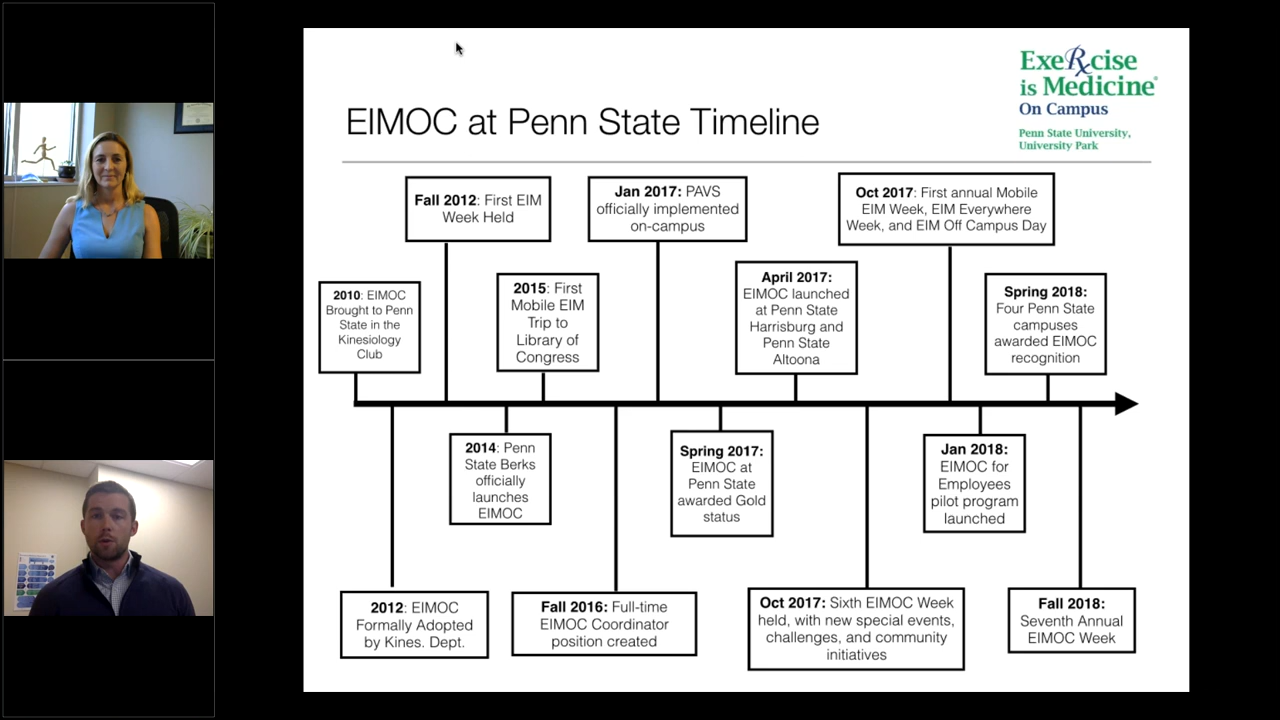 ExeRxcise
is Medicine®
On Campus
Penn State University,
University Park
EIMOC at Penn State Timeline
Fall 2012: First EIM
Week Held
Jan 2017: PAVS
officially implemented
on-campus
Oct 2017: First annual Mobile
EIM Week, EIM Everywhere
Week, and EIM Off Campus Day
2010: EIMOC
Brought to Penn
State in the
Kinesiology
Club
2015: First
Mobile EIM
Trip to
Library of
Congress
April 2017:
EIMOC launched
at Penn State
Harrisburg and
Penn State
Altoona
Spring 2018:
Four Penn State
campuses
awarded EIMOC
recognition
2014: Penn
State Berks
officially
launches
EIMOC
Spring 2017:
EIMOC at
Penn State
awarded Gold
status
Jan 2018:
EIMOC for
Employees
pilot program
launched
2012: EIMOC
Formally Adopted
by Kines. Dept.
Fall 2016: Full-time
EIMOC Coordinator
position created
Oct 2017: Sixth EIMOC Week
held, with new special events,
challenges, and community
initiatives
Fall 2018:
Seventh Annual
EIMOC Week